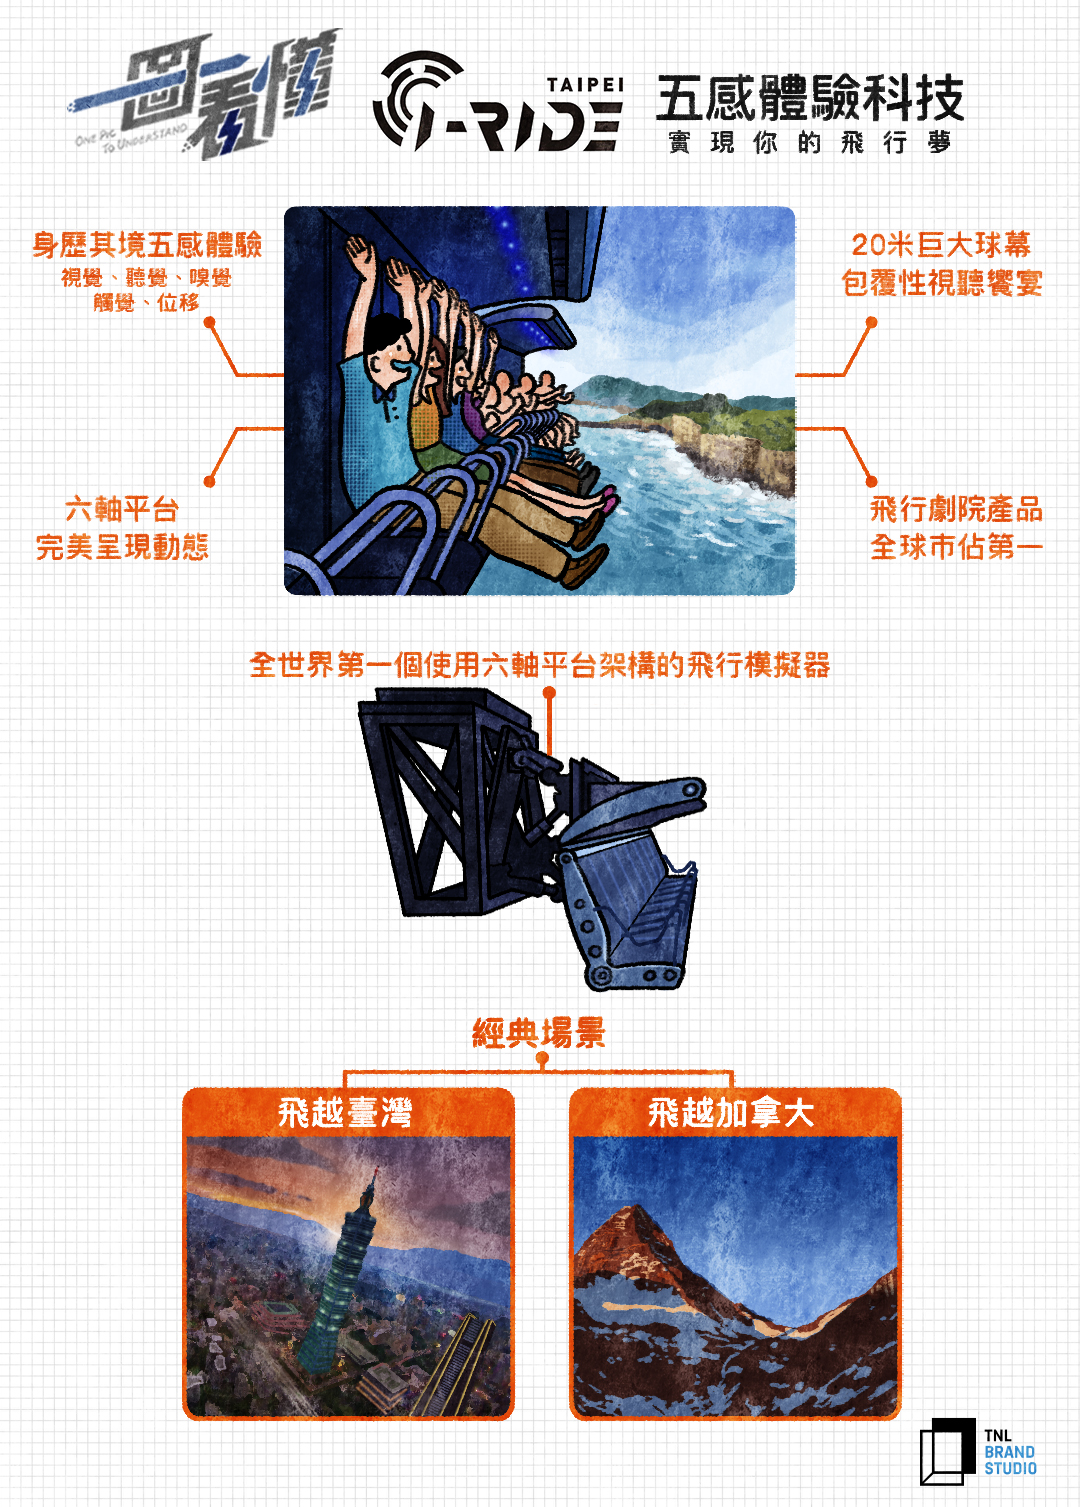 一圖看懂
ONE PIC
TO UNDERSTAND
TAIPEI
i-RIDE
五感體驗科技
實現你的飛行夢
身歷其境五感體驗
視覺、聽覺、嗅覺
觸覺、位移
20米巨大球幕
包覆性視聽饗宴
六軸平台
完美呈現動態
飛行劇院產品
全球市佔第一
全世界第一個使用六軸平台架構的飛行模擬器
經典場景
飛越臺灣
飛越加拿大
TNL
BRAND
STUDIO